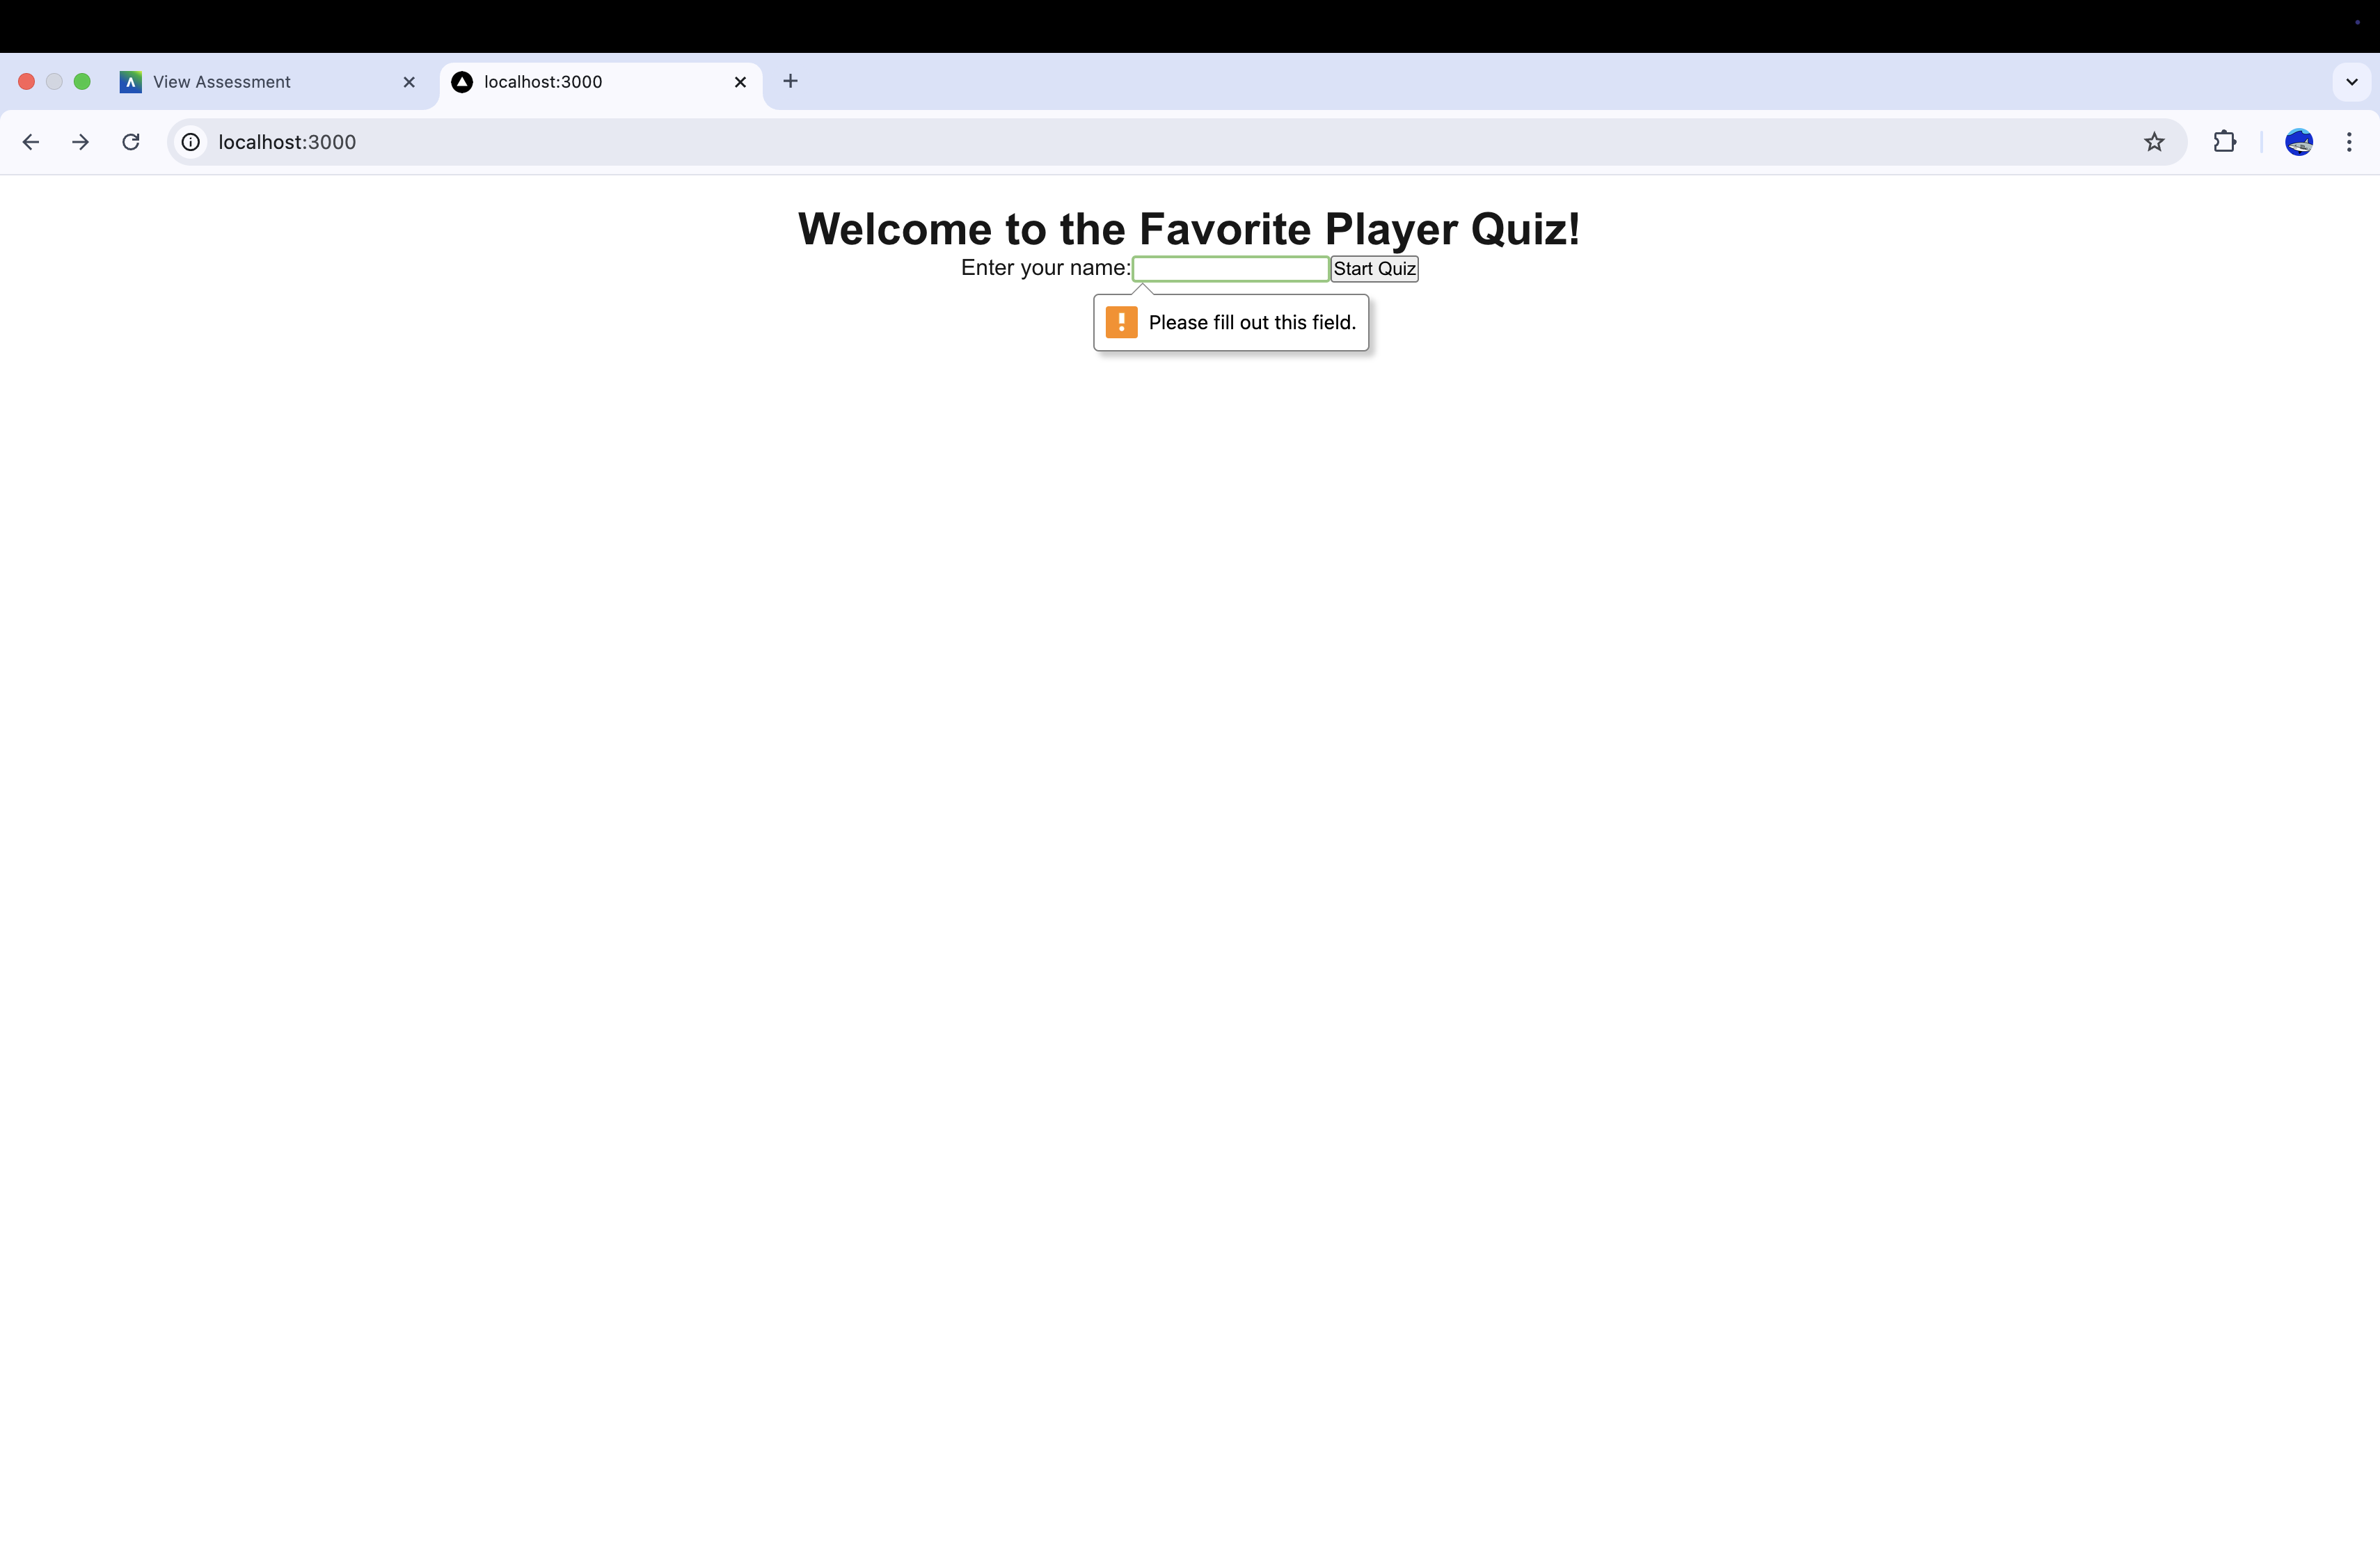 View Assessment
localhost:3000
localhost:3000
Welcome to the Favorite Player Quiz!
Enter your name: Start Quiz
Please fill out this field.